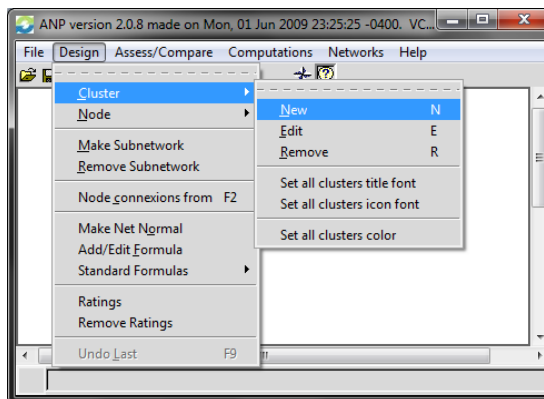 ANP version 2.0.8 made on Mon, 01 Jun 2009 23:25:25 -0400. VC...
File Design Assess/Compare Computations Networks Help
Cluster
Node
Make Subnetwork
Remove Subnetwork
Node connexions from F2
Make Net Normal
Add/Edit Formula
Standard Formulas
Ratings
Remove Ratings
Undo Last F9
New N
Edit E
Remove R
Set all clusters title font
Set all clusters icon font
Set all clusters color